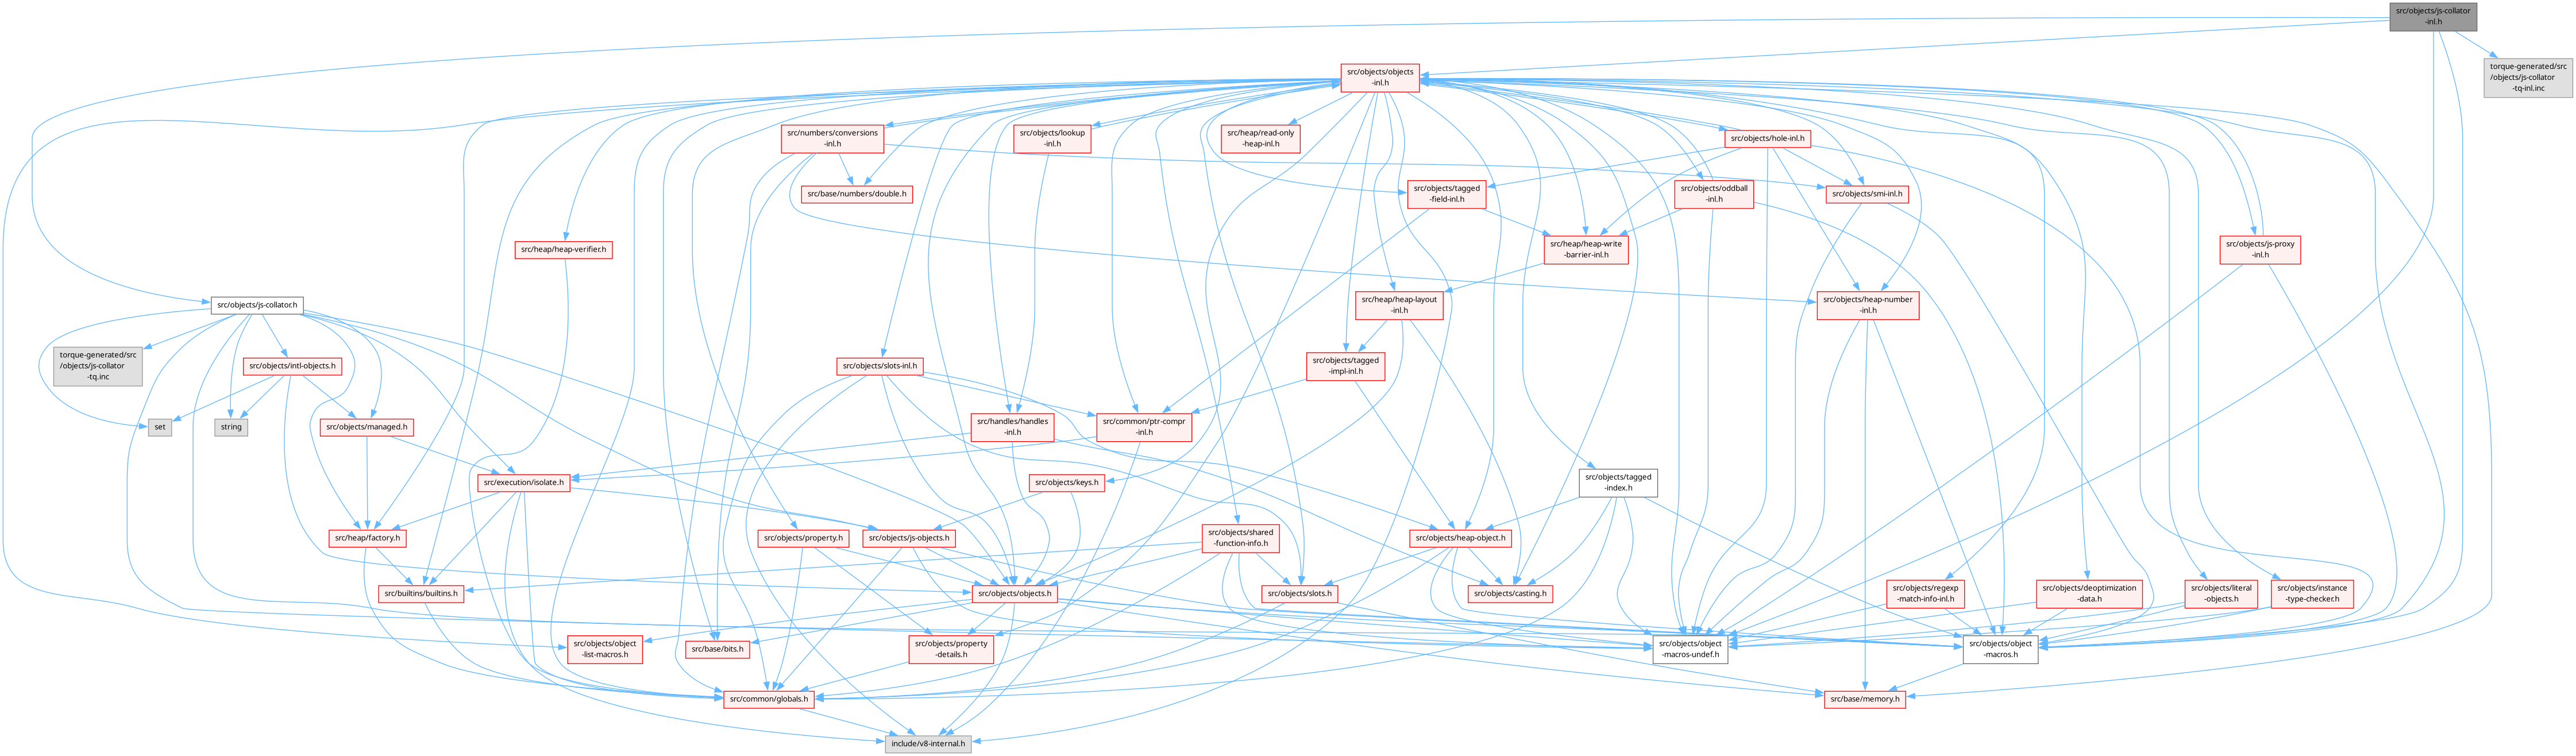 src/objects/js-collator
-inl.h
src/objects/objects
-inl.h
torque-generated/src
/objects/js-collator
-tq-inl.inc
src/numbers/conversions
-inl.h
src/objects/lookup
-inl.h
src/heap/read-only
-heap-inl.h
src/objects/hole-inl.h
src/base/numbers/double.h
src/objects/tagged
-field-inl.h
src/objects/oddball
-inl.h
src/objects/smi-inl.h
src/heap/heap-verifier.h
src/heap/heap-write
-barrier-inl.h
src/objects/js-proxy
-inl.h
src/objects/js-collator.h
src/heap/heap-layout
-inl.h
src/objects/heap-number
-inl.h
torque-generated/src
/objects/js-collator
-tq.inc
src/objects/intl-objects.h
src/objects/slots-inl.h
src/objects/tagged
-impl-inl.h
set
string
src/objects/managed.h
src/handles/handles
-inl.h
src/common/ptr-compr
-inl.h
src/execution/isolate.h
src/objects/keys.h
src/objects/tagged
-index.h
src/heap/factory.h
src/objects/property.h
src/objects/js-objects.h
src/objects/shared
-function-info.h
src/objects/heap-object.h
src/builtins/builtins.h
src/objects/objects.h
src/objects/slots.h
src/objects/casting.h
src/objects/regexp
-match-info-inl.h
src/objects/deoptimization
-data.h
src/objects/literal
-objects.h
src/objects/instance
-type-checker.h
src/objects/object
-list-macros.h
src/base/bits.h
src/objects/property
-details.h
src/objects/object
-macros-undef.h
src/objects/object
-macros.h
src/common/globals.h
src/base/memory.h
include/v8-internal.h